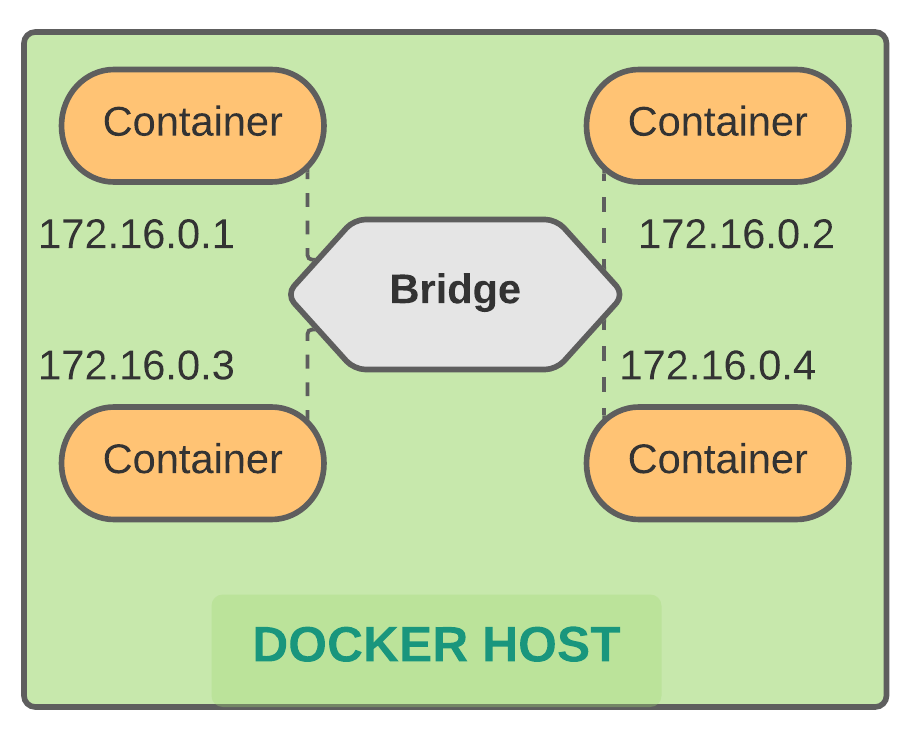 Container
Container
172.16.0.1
172.16.0.2
Bridge
172.16.0.3
172.16.0.4
Container
Container
DOCKER HOST